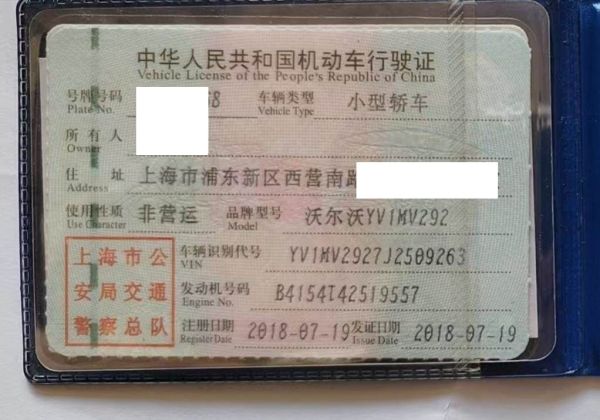 中华人民共和国机动车行驶证
Vehicle License of the People's Republic of China
号牌号码 8 车辆类型 小型轿车
Plate No. Vehicle Type
所有人
Owner
住址 上海市浦东新区西营南路
Address
使用性质 非营运 品牌型号 沃尔沃YV1MV292
Use Character Model
上海市公安局交通警察总队
车辆识别代号 YV1MV2927J2509263
VIN
发动机号码 B4154T42519557
Engine No.
注册日期 2018-07-19 发证日期 2018-07-19
Register Date Issue Date